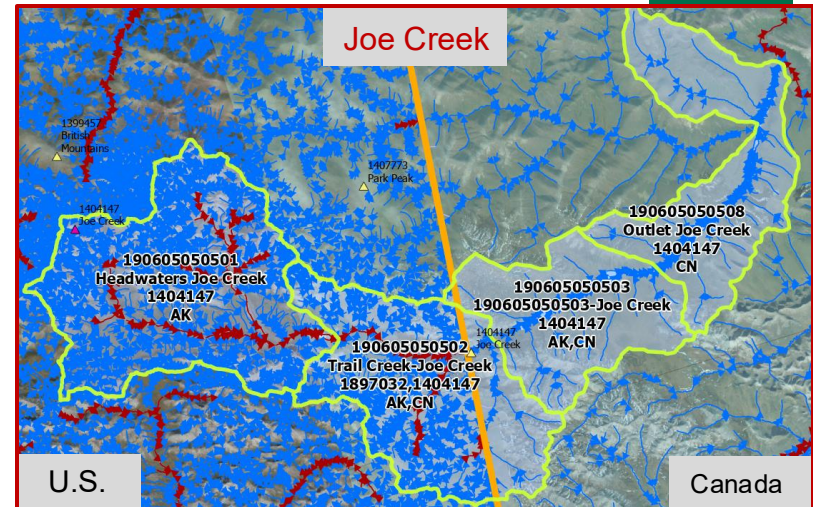 Joe Creek
1399457
British
Mountains
1407773
Park Peak
1404147
Joe Creek
190605050508
Outlet Joe Creek
1404147
CN
190605050501
Headwaters Joe Creek
1404147
AK
190605050503
190605050503-Joe Creek
1404147
AK,CN
1404147
Joe Creek
190605050502
Trail Creek-Joe Creek
1897032,1404147
AK,CN
U.S.
Canada